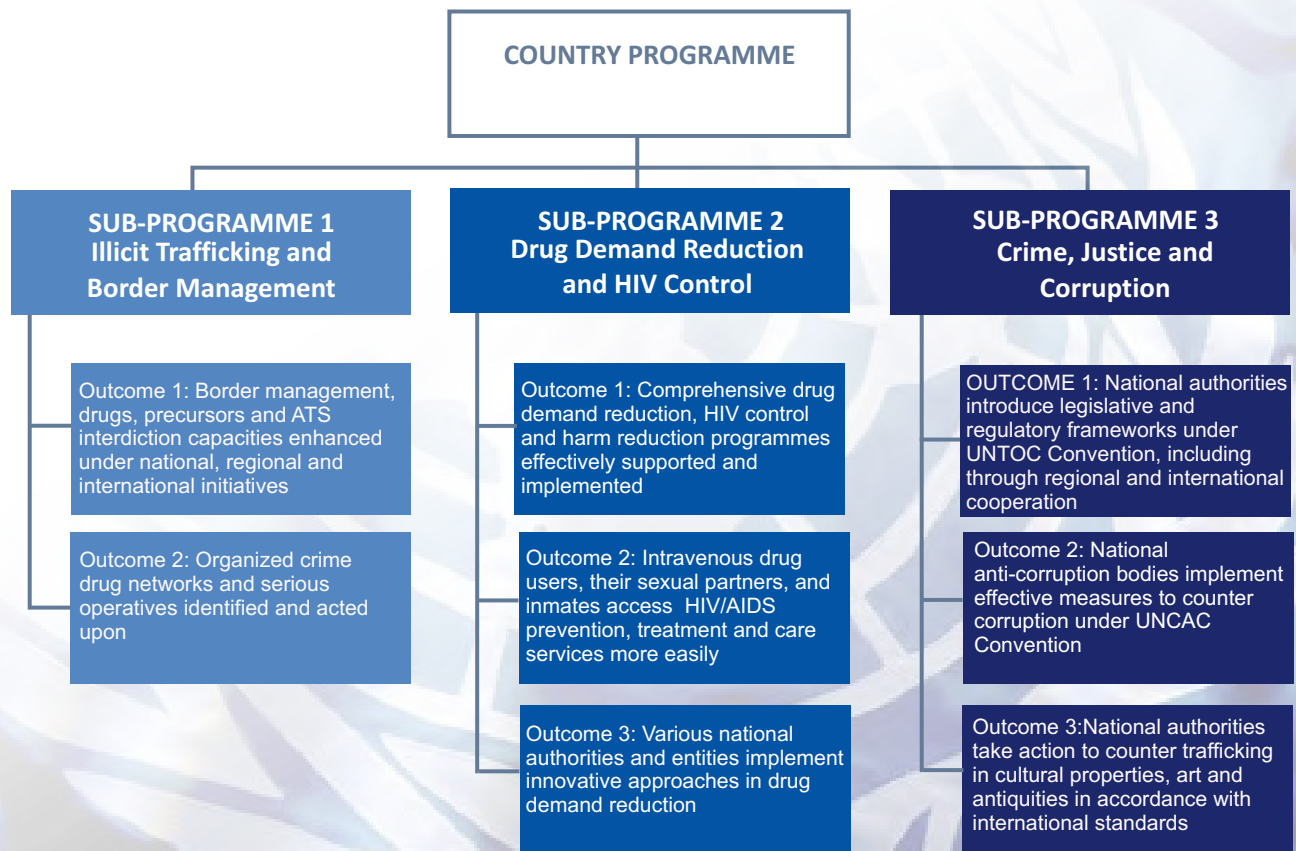 COUNTRY PROGRAMME
SUB-PROGRAMME 1
Illicit Trafficking and
Border Management
Outcome 1: Border management,
drugs, precursors and ATS
interdiction capacities enhanced
under national, regional and
international initiatives
Outcome 2: Organized crime
drug networks and serious
operatives identified and acted
upon
SUB-PROGRAMME 2
Drug Demand Reduction
and HIV Control
Outcome 1: Comprehensive drug
demand reduction, HIV control
and harm reduction programmes
effectively supported and
implemented
Outcome 2: Intravenous drug
users, their sexual partners, and
inmates access HIV/AIDS
prevention, treatment and care
services more easily
Outcome 3: Various national
authorities and entities implement
innovative approaches in drug
demand reduction
SUB-PROGRAMME 3
Crime, Justice and
Corruption
OUTCOME 1: National authorities
introduce legislative and
regulatory frameworks under
UNTOC Convention, including
through regional and international
cooperation
Outcome 2: National
anti-corruption bodies implement
effective measures to counter
corruption under UNCAC
Convention
Outcome 3:National authorities
take action to counter trafficking
in cultural properties, art and
antiquities in accordance with
international standards